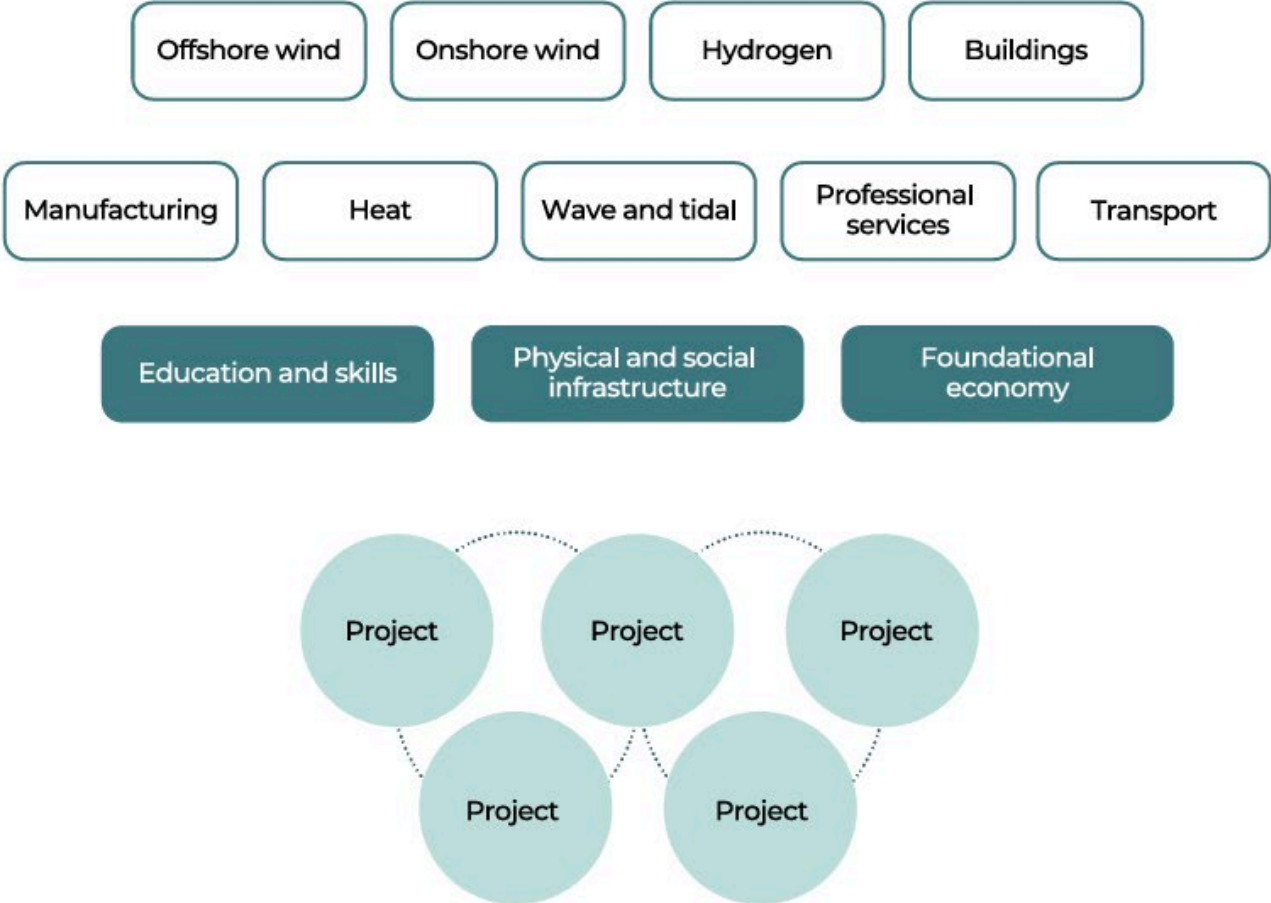 Offshore wind
Onshore wind
Hydrogen
Buildings
Manufacturing
Heat
Wave and tidal
Professional
services
Transport
Education and skills
Physical and social
infrastructure
Foundational
economy
Project
Project
Project
Project
Project